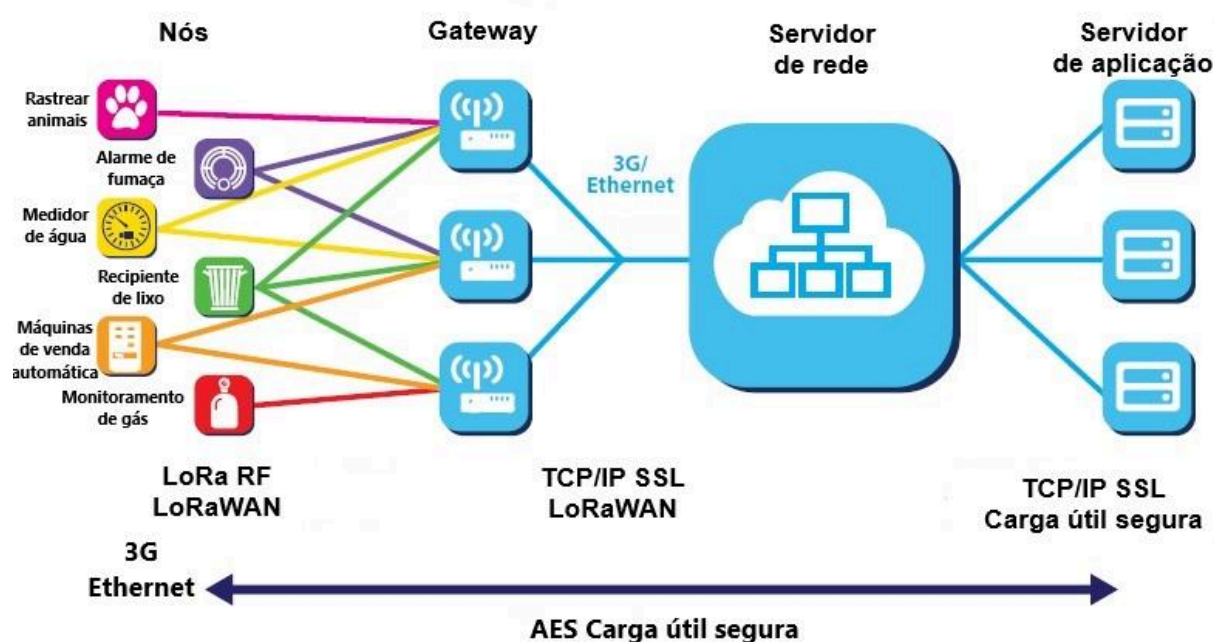 Nós
Gateway
Servidor
de rede
Servidor
de aplicação
Rastrear
animais
Alarme de
fumaça
Medidor
de água
Recipiente
de lixo
Máquinas
de venda
automática
Monitoramento
de gás
3G/
Ethernet
LoRa RF
LoRaWAN
TCP/IP SSL
LoRaWAN
TCP/IP SSL
Carga útil segura
3G
Ethernet
AES Carga útil segura